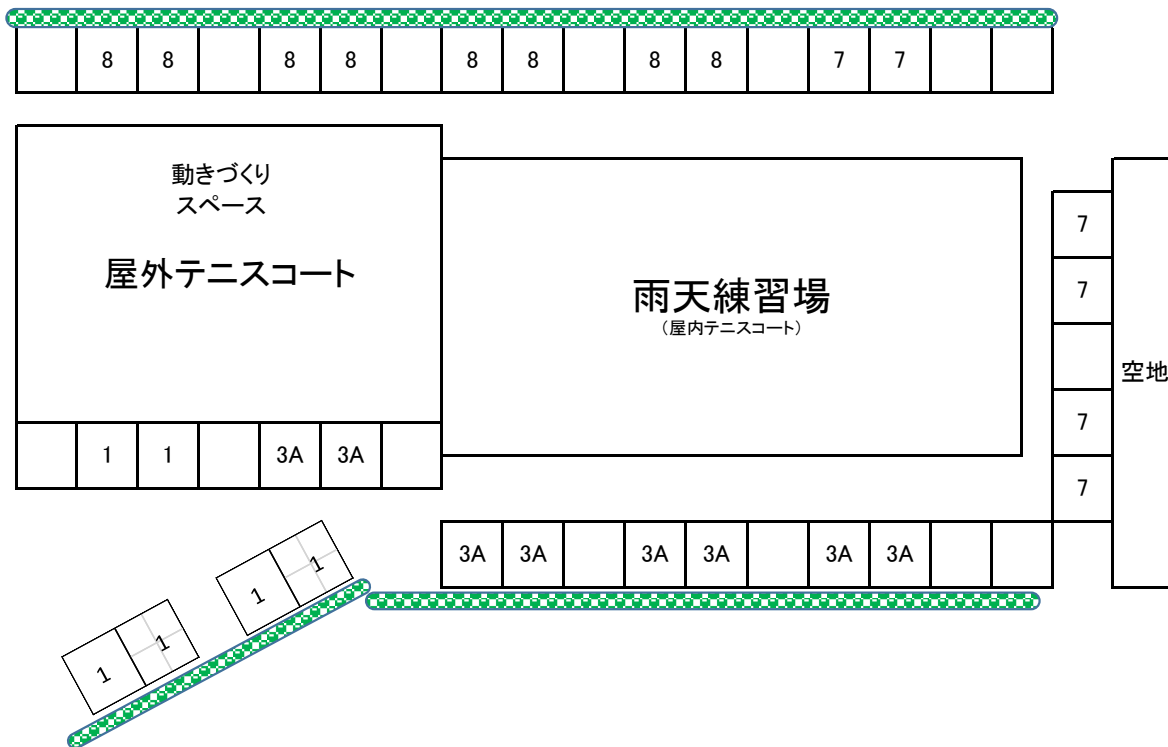 8 8 8 8 8 8 8 8 7 7
動きづくり
スペース
屋外テニスコート
雨天練習場
（屋内テニスコート）
7
7
空地
7
7
1 1 3A 3A
3A 3A 3A 3A 3A 3A
1 1
1 1